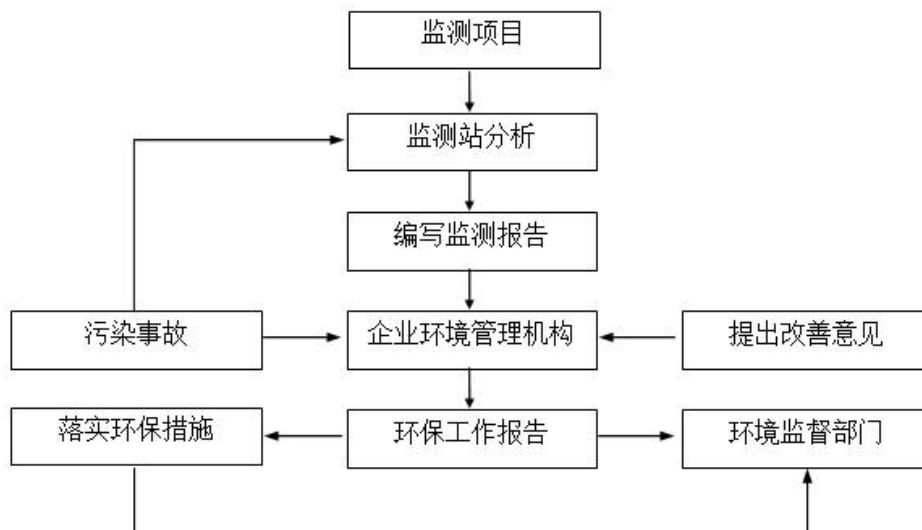 监测项目
监测站分析
编写监测报告
污染事故
企业环境管理机构
提出改善意见
落实环保措施
环保工作报告
环境监督部门